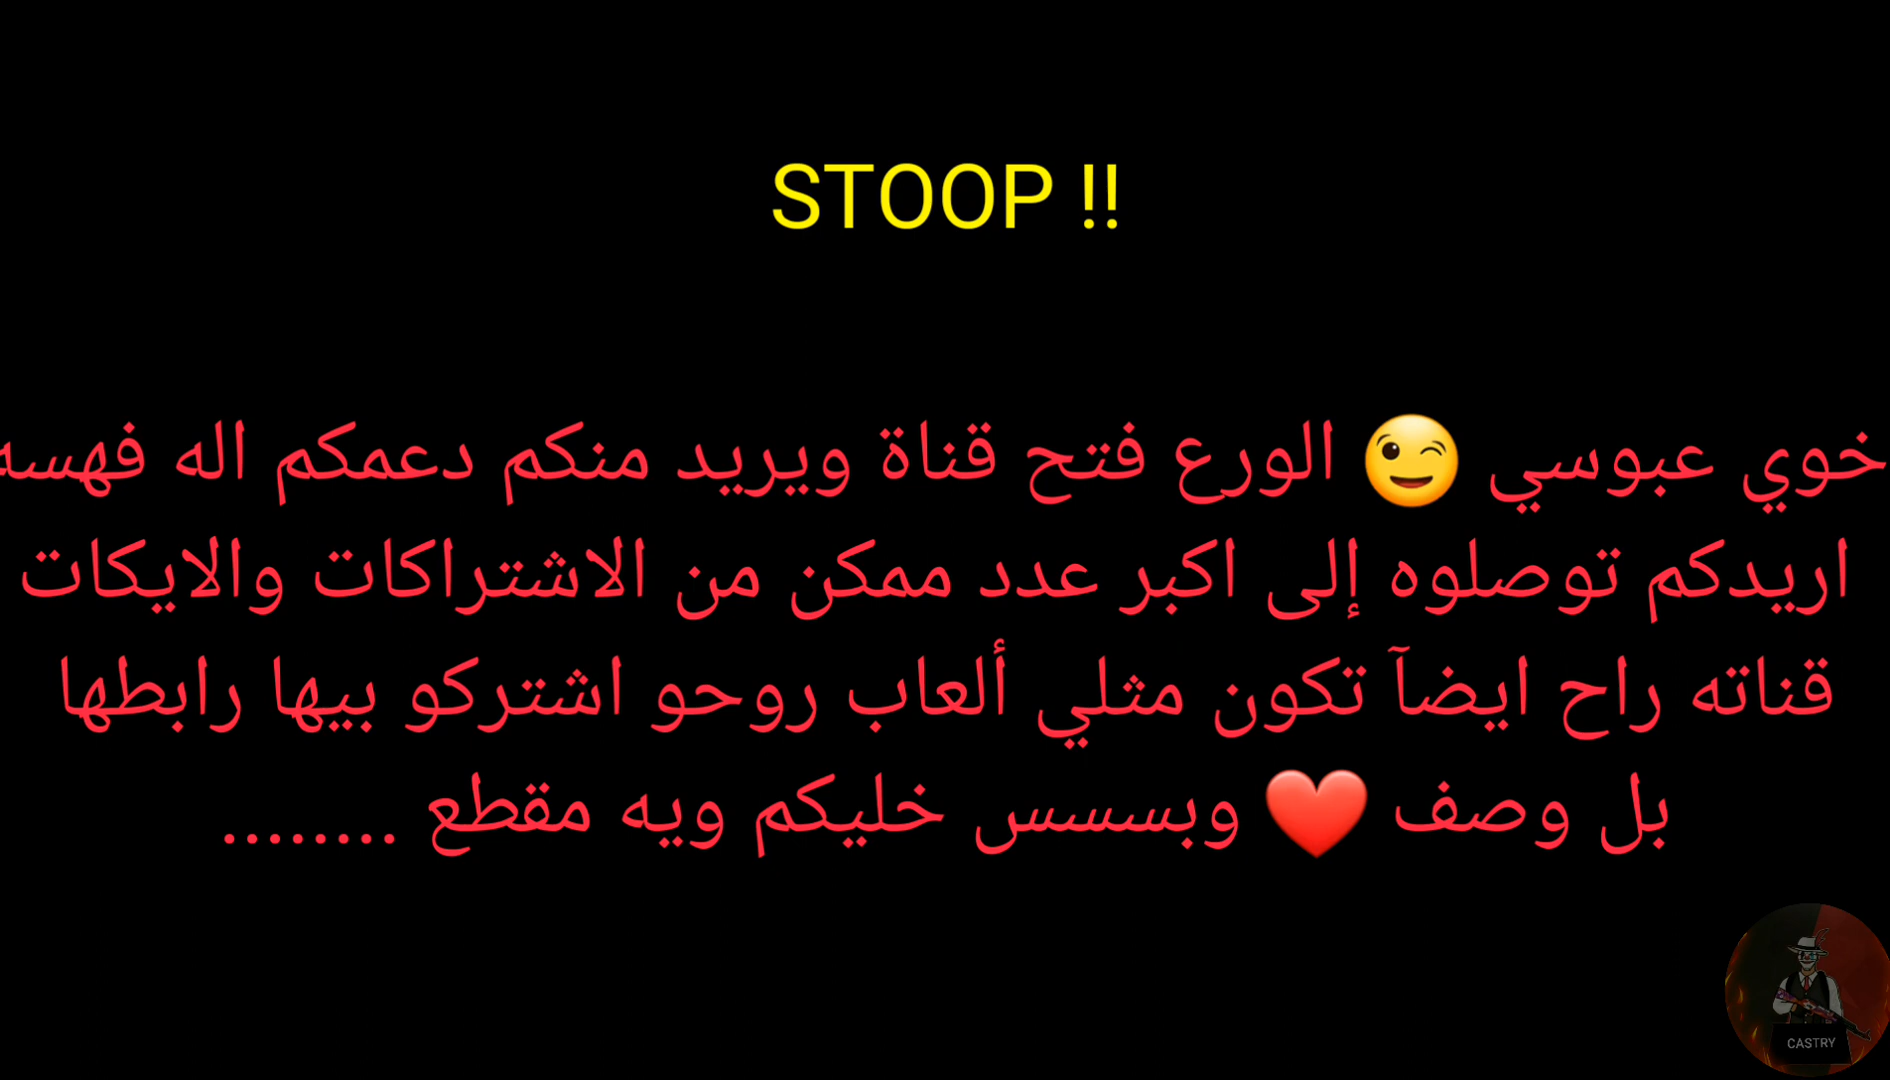 STOOP !!
خوي عبوسي 😉 الورع فتح قناة ويريد منكم دعمكم اله فهسه
اريدكم توصلوه إلى اكبر عدد ممكن من الاشتراكات والايكات
قناته راح ايضآ تكون مثلي ألعاب روحو اشتركو بيها رابطها
بل وصف ❤️ وبسسس خليكم ويه مقطع ........
CASTRY